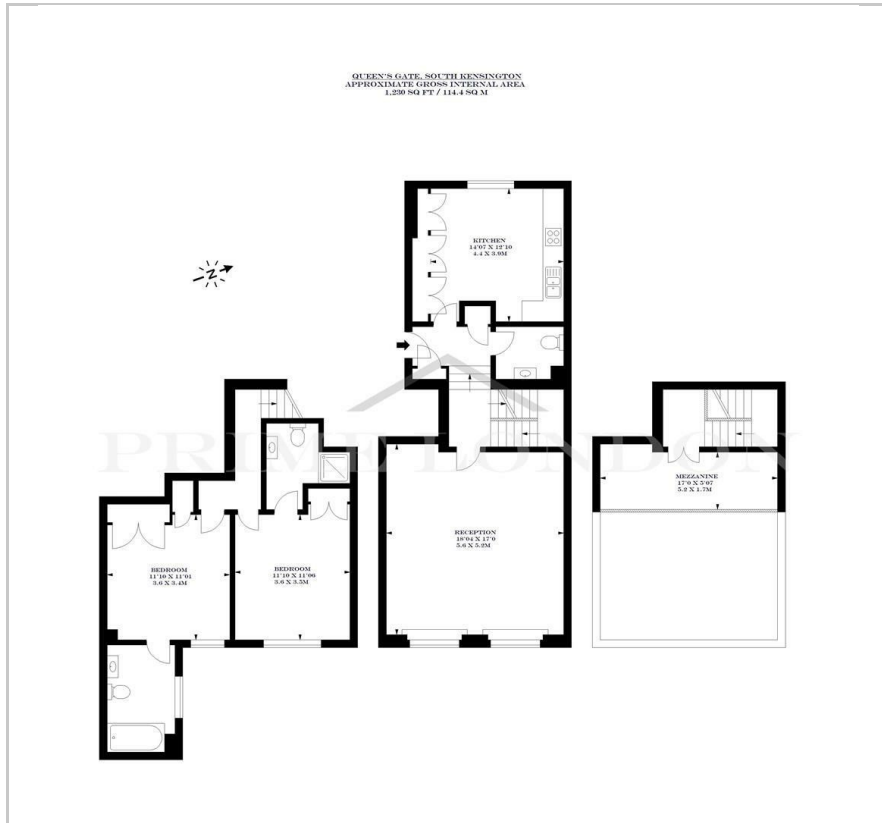 QUEEN'S GATE, SOUTH KENSINGTON
APPROXIMATE GROSS INTERNAL AREA
1,230 SQ FT / 114.4 SQ M
KITCHEN
14'07 X 12'10
4.4 X 3.9M
N
PRIME LONDON
MEZZANINE
17'0 X 5'07
5.2 X 1.7M
RECEPTION
18'04 X 17'0
5.6 X 5.2M
BEDROOM
11'10 X 11'01
3.6 X 3.4M
BEDROOM
11'10 X 11'06
3.6 X 3.5M